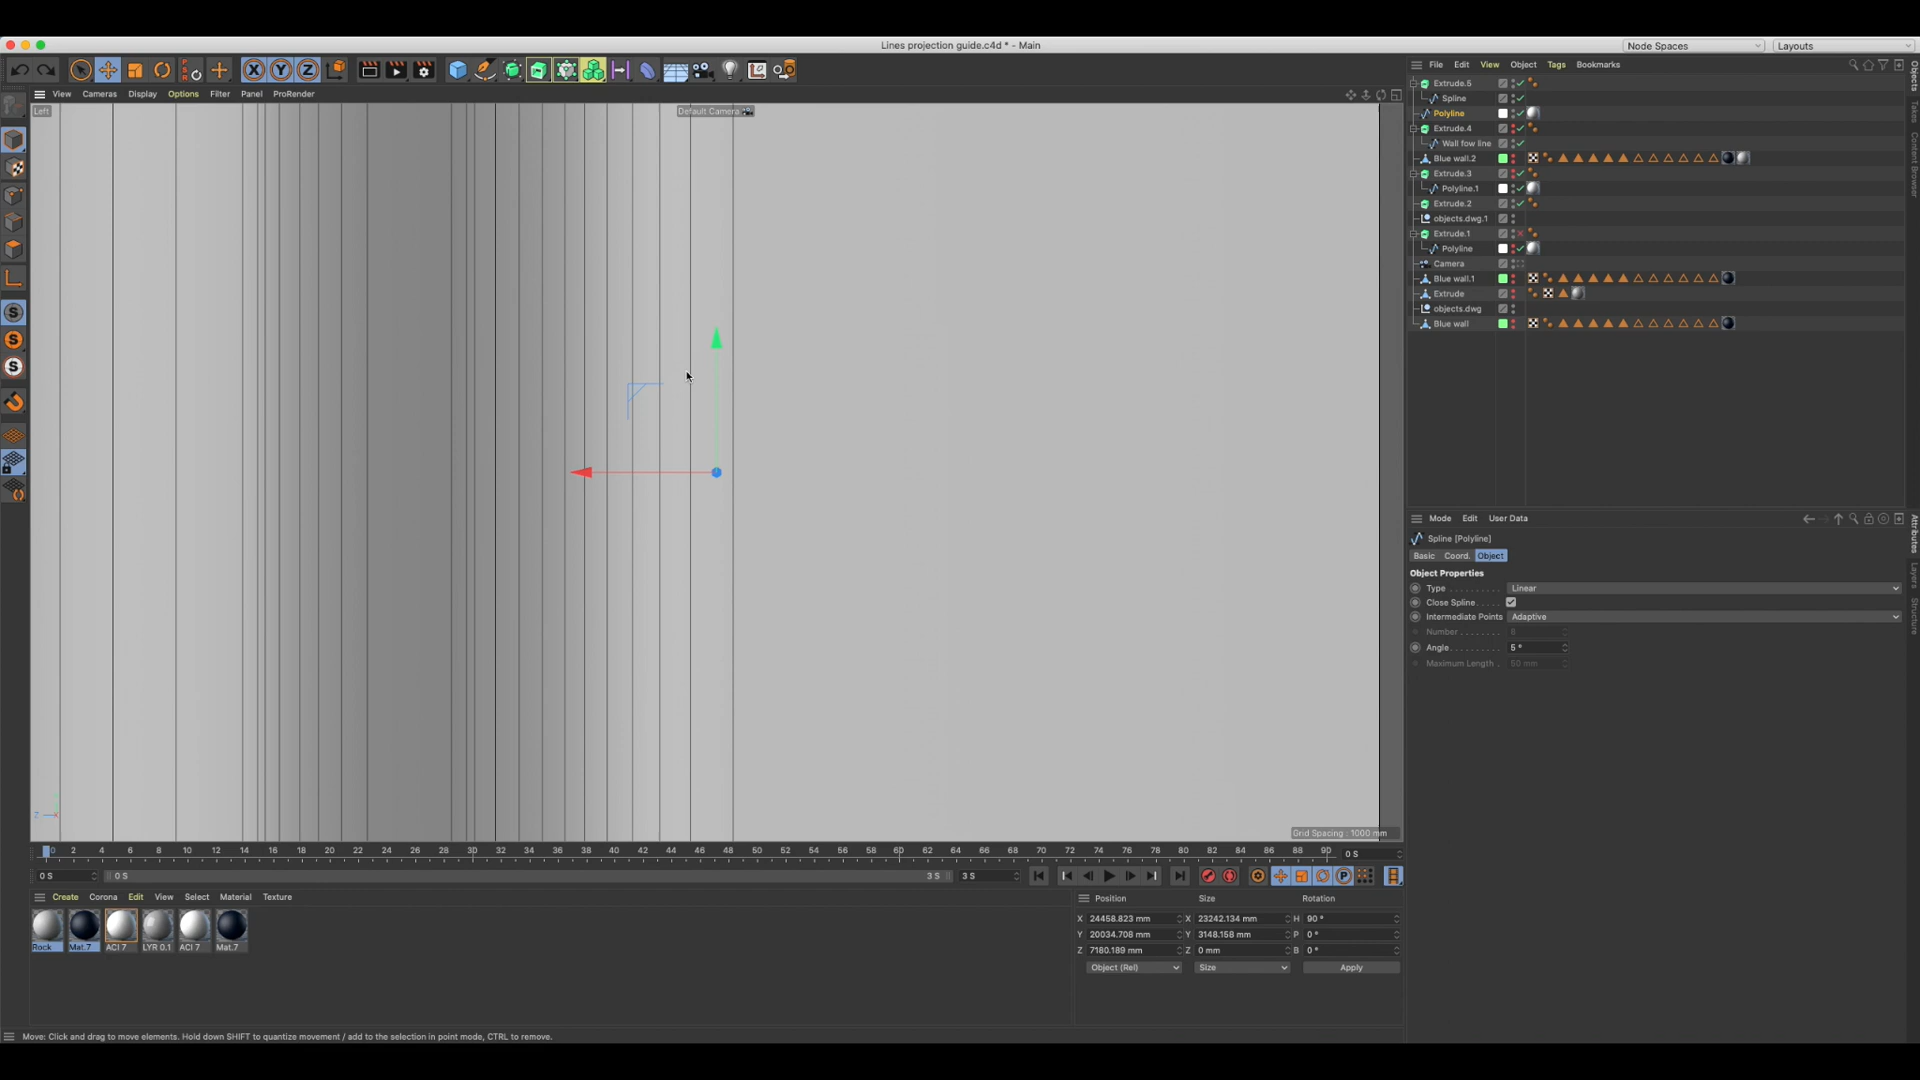 Lines projection guide.c4d * - Main
Node Spaces
Layouts
File Edit View Object Tags Bookmarks
View Cameras Display Options Filter Panel ProRender
Left
Default Camera
Extrude.5
Spline
Polyline
Extrude.4
Wall fow line
Blue wall.2
Extrude.3
Polyline.1
Extrude.2
objects.dwg.1
Extrude.1
Polyline
Camera
Blue wall.1
Extrude
objects.dwg
Blue wall
Objects
Takes
Content Browser
Mode Edit User Data
Spline [Polyline]
Basic Coord. Object
Object Properties
Type Linear
Close Spline
Intermediate Points Adaptive
Number 8
Angle 5 °
Maximum Length 50 mm
Attributes
Layers
Structure
Z
Grid Spacing : 1000 mm
0 2 4 6 8 10 12 14 16 18 20 22 24 26 28 30 32 34 36 38 40 42 44 46 48 50 52 54 56 58 60 62 64 66 68 70 72 74 76 78 80 82 84 86 88 90
0 S
0 S 0 S 3 S 3 S
Create Corona Edit View Select Material Texture
Rock Mat.7 ACI 7 LYR 0.1 ACI 7 Mat.7
Position Size Rotation
X 24458.823 mm X 23242.134 mm H 90 °
Y 20034.708 mm Y 3148.158 mm P 0 °
Z 7180.189 mm Z 0 mm B 0 °
Object (Rel) Size Apply
Move: Click and drag to move elements. Hold down SHIFT to quantize movement / add to the selection in point mode, CTRL to remove.